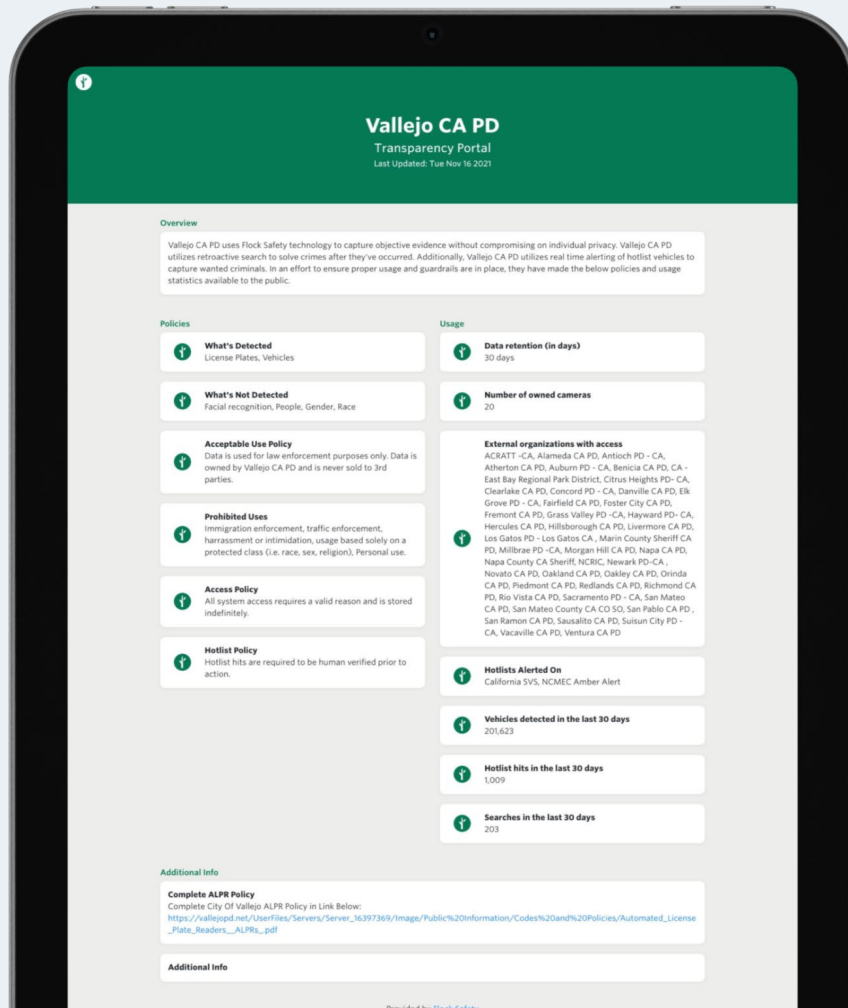 Vallejo CA PD
Transparency Portal
Last Updated: Tue Nov 16 2021
Overview
Vallejo CA PD uses Flock Safety technology to capture objective evidence without compromising on individual privacy. Vallejo CA PD
utilizes retroactive search to solve crimes after they've occurred. Additionally, Vallejo CA PD utilizes real time alerting of hotlist vehicles to
capture wanted criminals. In an effort to ensure proper usage and guardrails are in place, they have made the below policies and usage
statistics available to the public.
Policies
What's Detected
License Plates, Vehicles
What's Not Detected
Facial recognition, People, Gender, Race
Acceptable Use Policy
Data is used for law enforcement purposes only. Data is
owned by Vallejo CA PD and is never sold to 3rd
parties.
Prohibited Uses
Immigration enforcement, traffic enforcement,
harrassment or intimidation, usage based solely on a
protected class (i.e. race, sex, religion), Personal use.
Access Policy
All system access requires a valid reason and is stored
indefinitely.
Hotlist Policy
Hotlist hits are required to be human verified prior to
action.
Usage
Data retention (in days)
30 days
Number of owned cameras
20
External organizations with access
ACRATT -CA, Alameda CA PD, Antioch PD - CA,
Atherton CA PD, Auburn PD - CA, Benicia CA PD, CA -
East Bay Regional Park District, Citrus Heights PD- CA,
Clearlake CA PD, Concord PD - CA, Danville CA PD, Elk
Grove PD - CA, Fairfield CA PD, Foster City CA PD,
Fremont CA PD, Grass Valley PD -CA, Hayward PD- CA,
Hercules CA PD, Hillsborough CA PD, Livermore CA PD,
Los Gatos PD - Los Gatos CA , Marin County Sheriff CA
PD, Millbrae PD -CA, Morgan Hill CA PD, Napa CA PD,
Napa County CA Sheriff, NCRIC, Newark PD-CA ,
Novato CA PD, Oakland CA PD, Oakley CA PD, Orinda
CA PD, Piedmont CA PD, Redlands CA PD, Richmond CA
PD, Rio Vista CA PD, Sacramento PD - CA, San Mateo
CA PD, San Mateo County CA CO SO, San Pablo CA PD ,
San Ramon CA PD, Sausalito CA PD, Suisun City PD -
CA, Vacaville CA PD, Ventura CA PD
Hotlists Alerted On
California SVS, NCMEC Amber Alert
Vehicles detected in the last 30 days
201,623
Hotlist hits in the last 30 days
1,009
Searches in the last 30 days
203
Additional Info
Complete ALPR Policy
Complete City Of Vallejo ALPR Policy in Link Below:
https://vallejopd.net/UserFiles/Servers/Server_16397369/Image/Public%20Information/Codes%20and%20Policies/Automated_License
_Plate_Readers__ALPRs_.pdf
Additional Info
Provided by Flock Safety